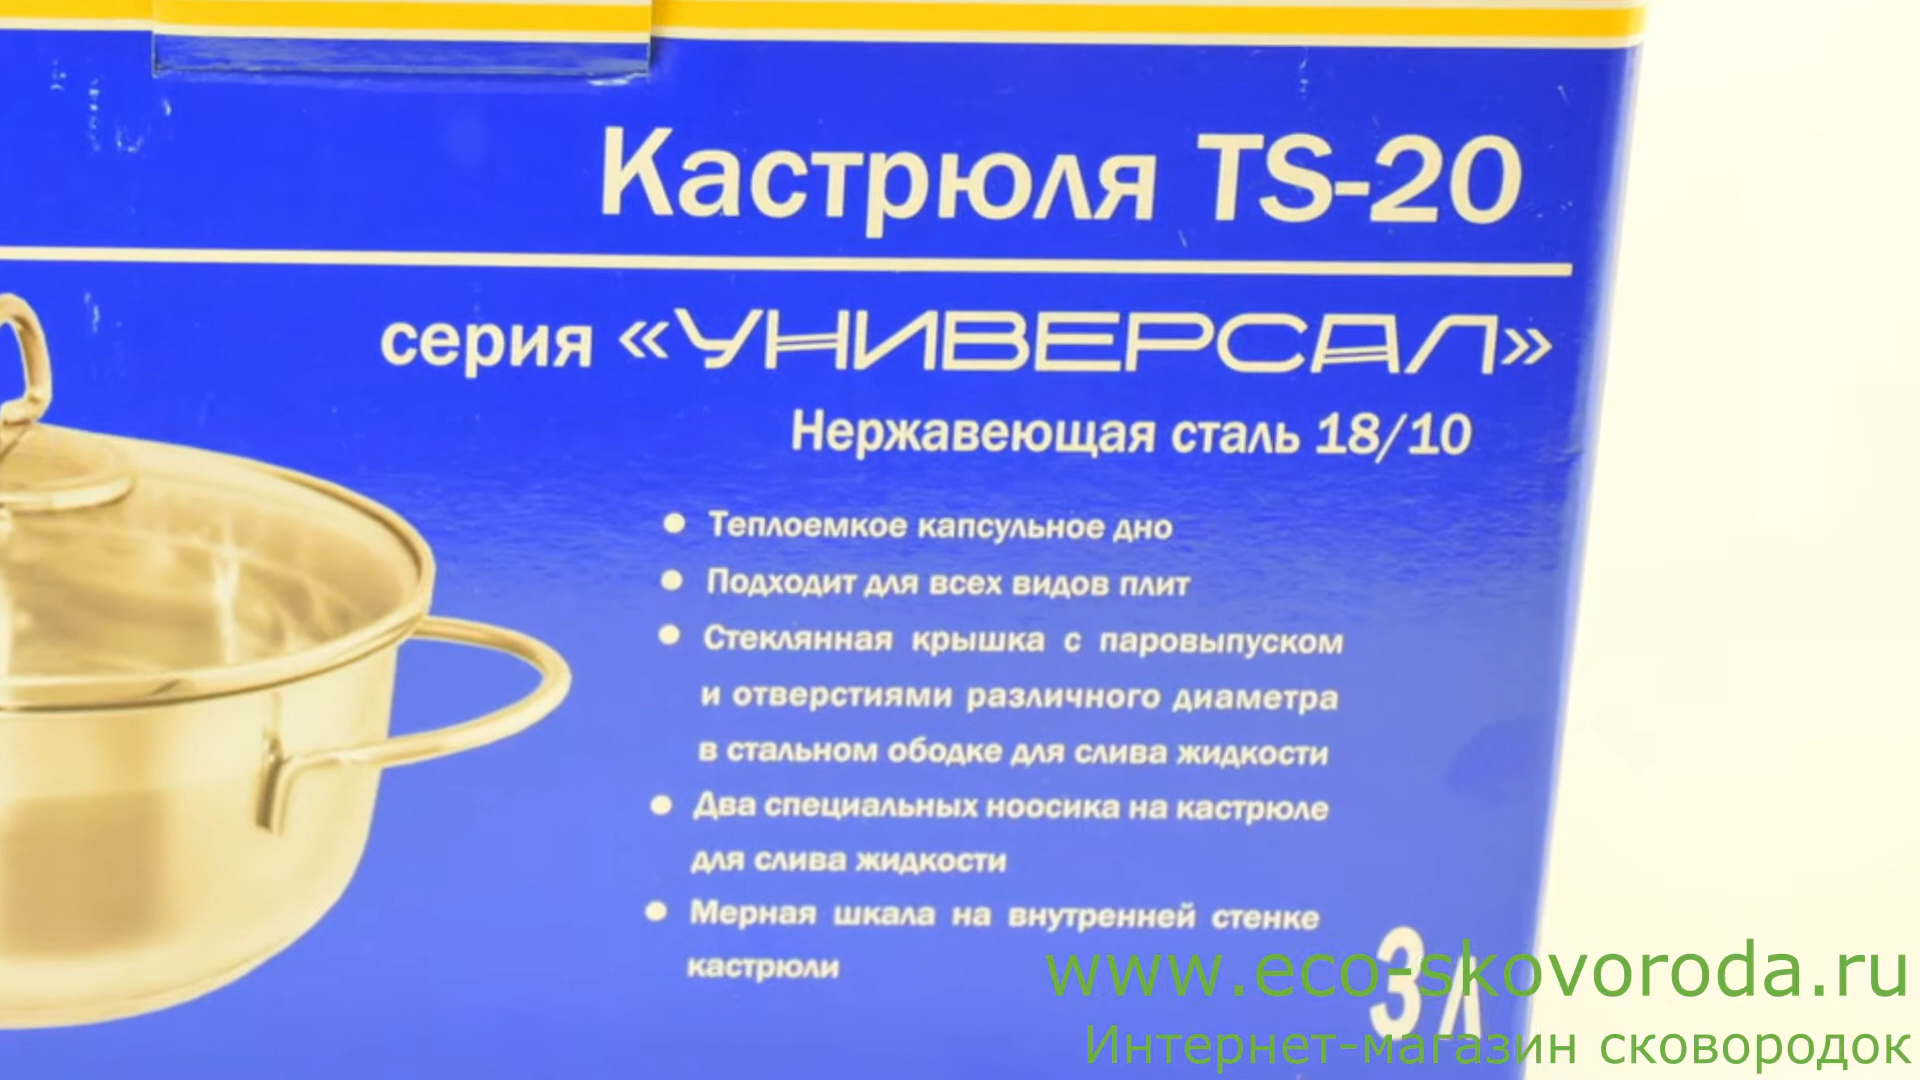 Кастрюля TS-20
серия «УНИВЕРСАЛ»
Нержавеющая сталь 18/10
● Теплоемкое капсульное дно
● Подходит для всех видов плит
● Стеклянная крышка с паровыпуском
и отверстиями различного диаметра
в стальном ободке для слива жидкости
● Два специальных ноосика на кастрюле
для слива жидкости
● Мерная шкала на внутренней стенке
кастрюли
3 л
www.eco-skovoroda.ru
Интернет-магазин сковородок